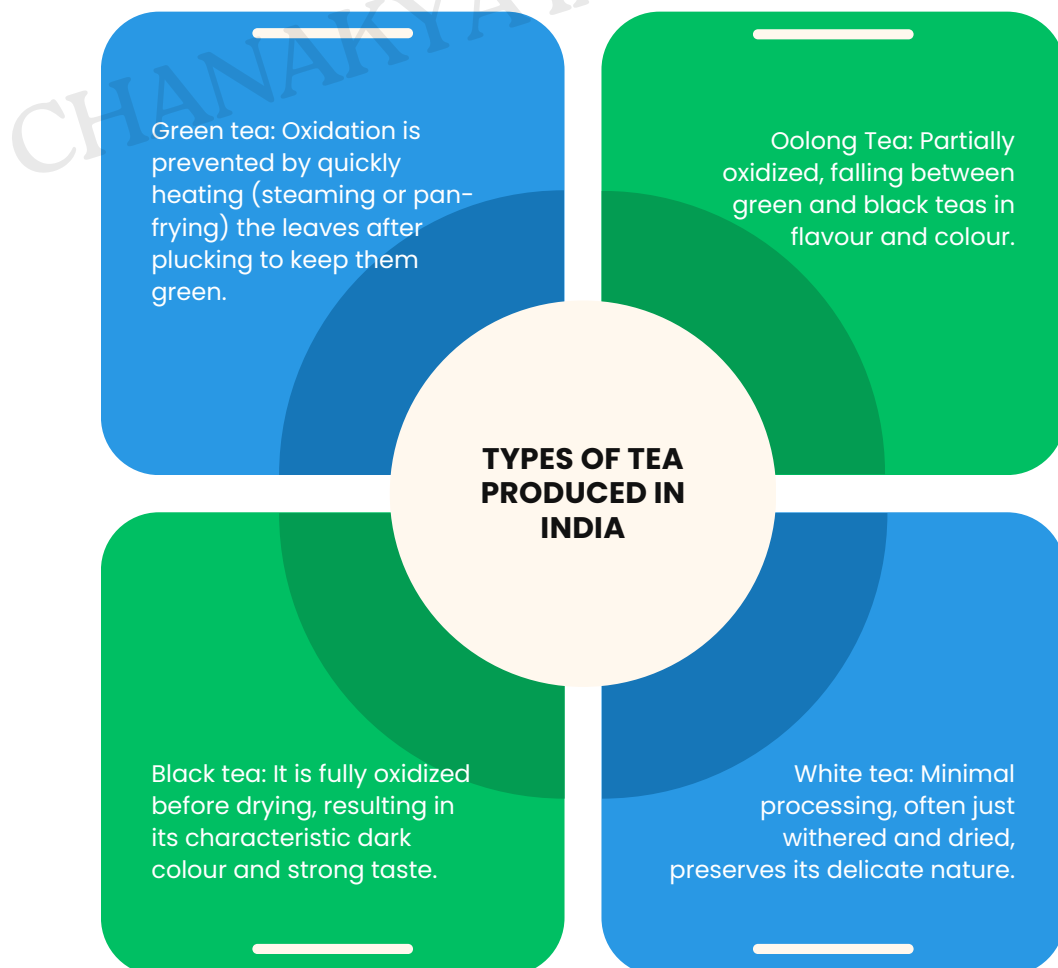 CHANAKYA
Green tea: Oxidation is
prevented by quickly
heating (steaming or pan-
frying) the leaves after
plucking to keep them
green.
Oolong Tea: Partially
oxidized, falling between
green and black teas in
flavour and colour.
TYPES OF TEA
PRODUCED IN
INDIA
Black tea: It is fully oxidized
before drying, resulting in
its characteristic dark
colour and strong taste.
White tea: Minimal
processing, often just
withered and dried,
preserves its delicate nature.